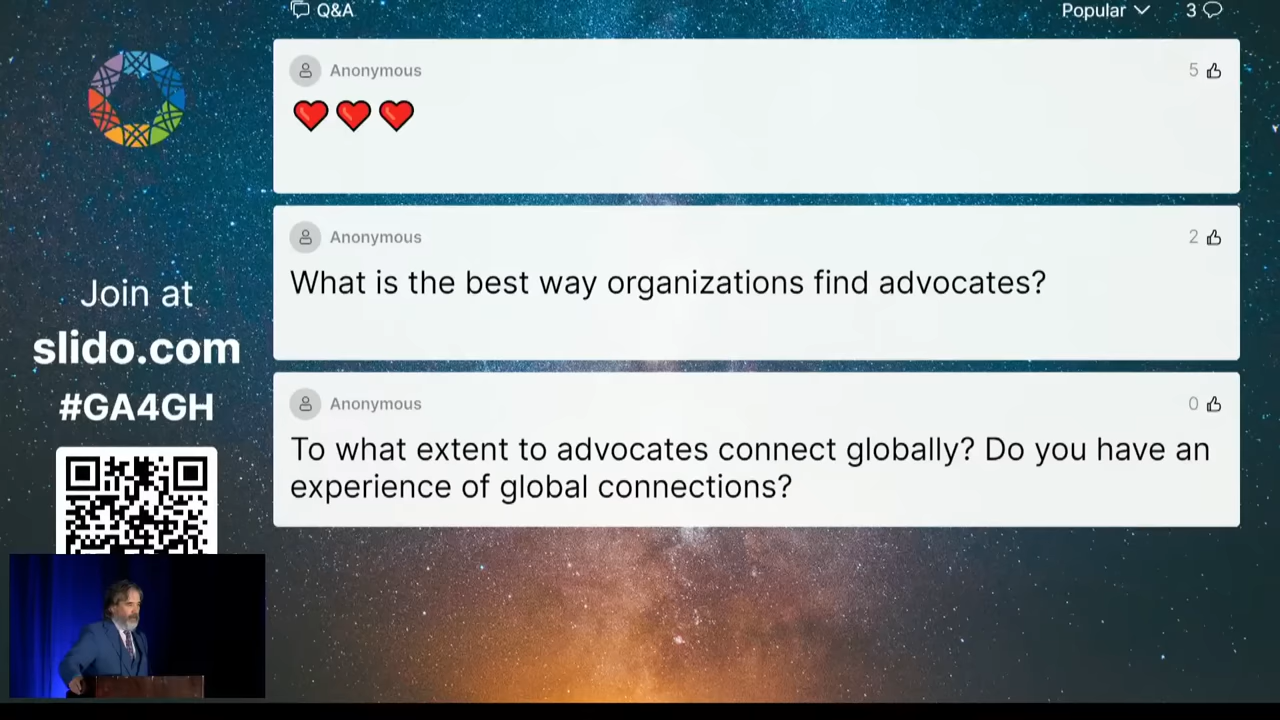 Q&A
Popular
3
Anonymous
5
❤️❤️❤️
Anonymous
2
What is the best way organizations find advocates?
Anonymous
0
To what extent to advocates connect globally? Do you have an
experience of global connections?
Join at
slido.com
#GA4GH